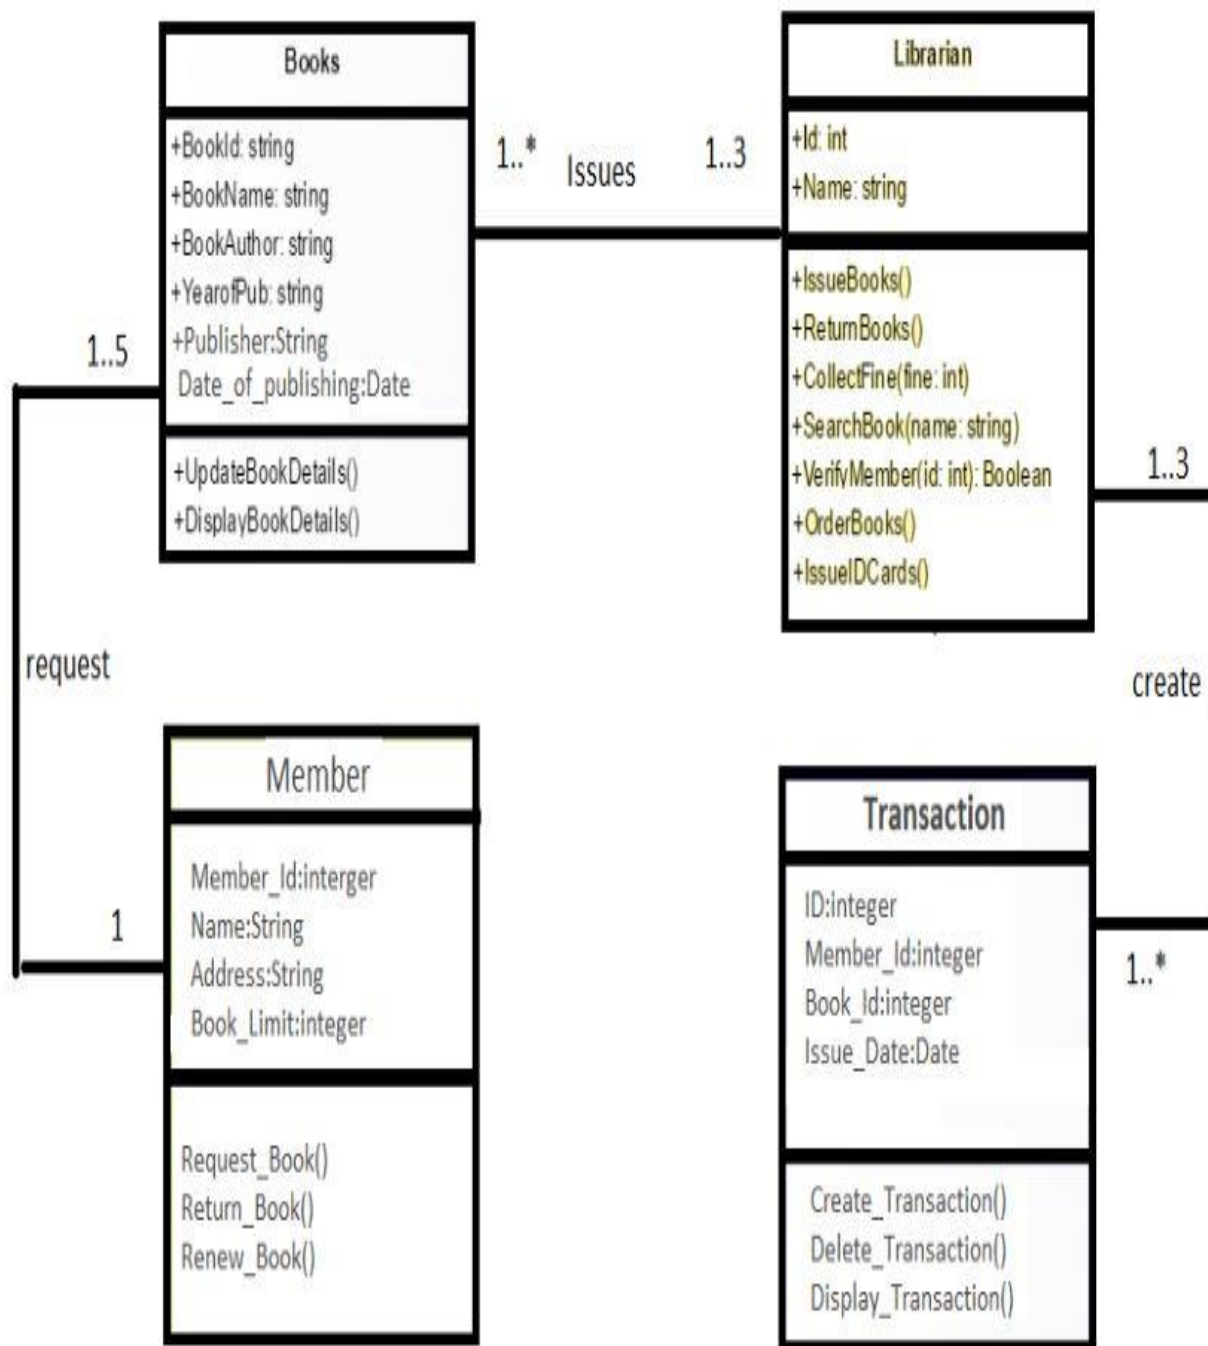 Books
+BookId: string
+BookName: string
+BookAuthor: string
+YearofPub: string
+Publisher:String
Date_of_publishing:Date
+UpdateBookDetails()
+DisplayBookDetails()
1..*
Issues
1..3
Librarian
+Id: int
+Name: string
+IssueBooks()
+ReturnBooks()
+CollectFine(fine: int)
+SearchBook(name: string)
+VerifyMember(id: int): Boolean
+OrderBooks()
+IssueIDCards()
1..5
request
1
1..3
create
1..*
Member
Member_Id:interger
Name:String
Address:String
Book_Limit:integer
Request_Book()
Return_Book()
Renew_Book()
Transaction
ID:integer
Member_Id:integer
Book_Id:integer
Issue_Date:Date
Create_Transaction()
Delete_Transaction()
Display_Transaction()